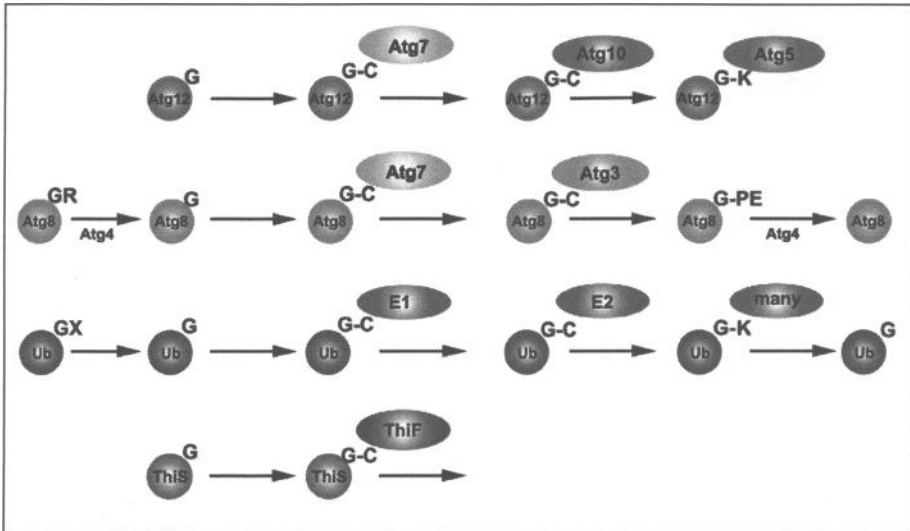 Atg7 Atg10 Atg5
G G-C G-C G-K
Atg12 Atg12 Atg12 Atg12
Atg7 Atg3
GR G G-C G-C G-PE
Atg8 Atg8 Atg8 Atg8 Atg8 Atg8
Atg4 Atg4
E1 E2 many
GX G G-C G-C G-K G
Ub Ub Ub Ub Ub Ub
ThiF
G G-C
ThiS ThiS